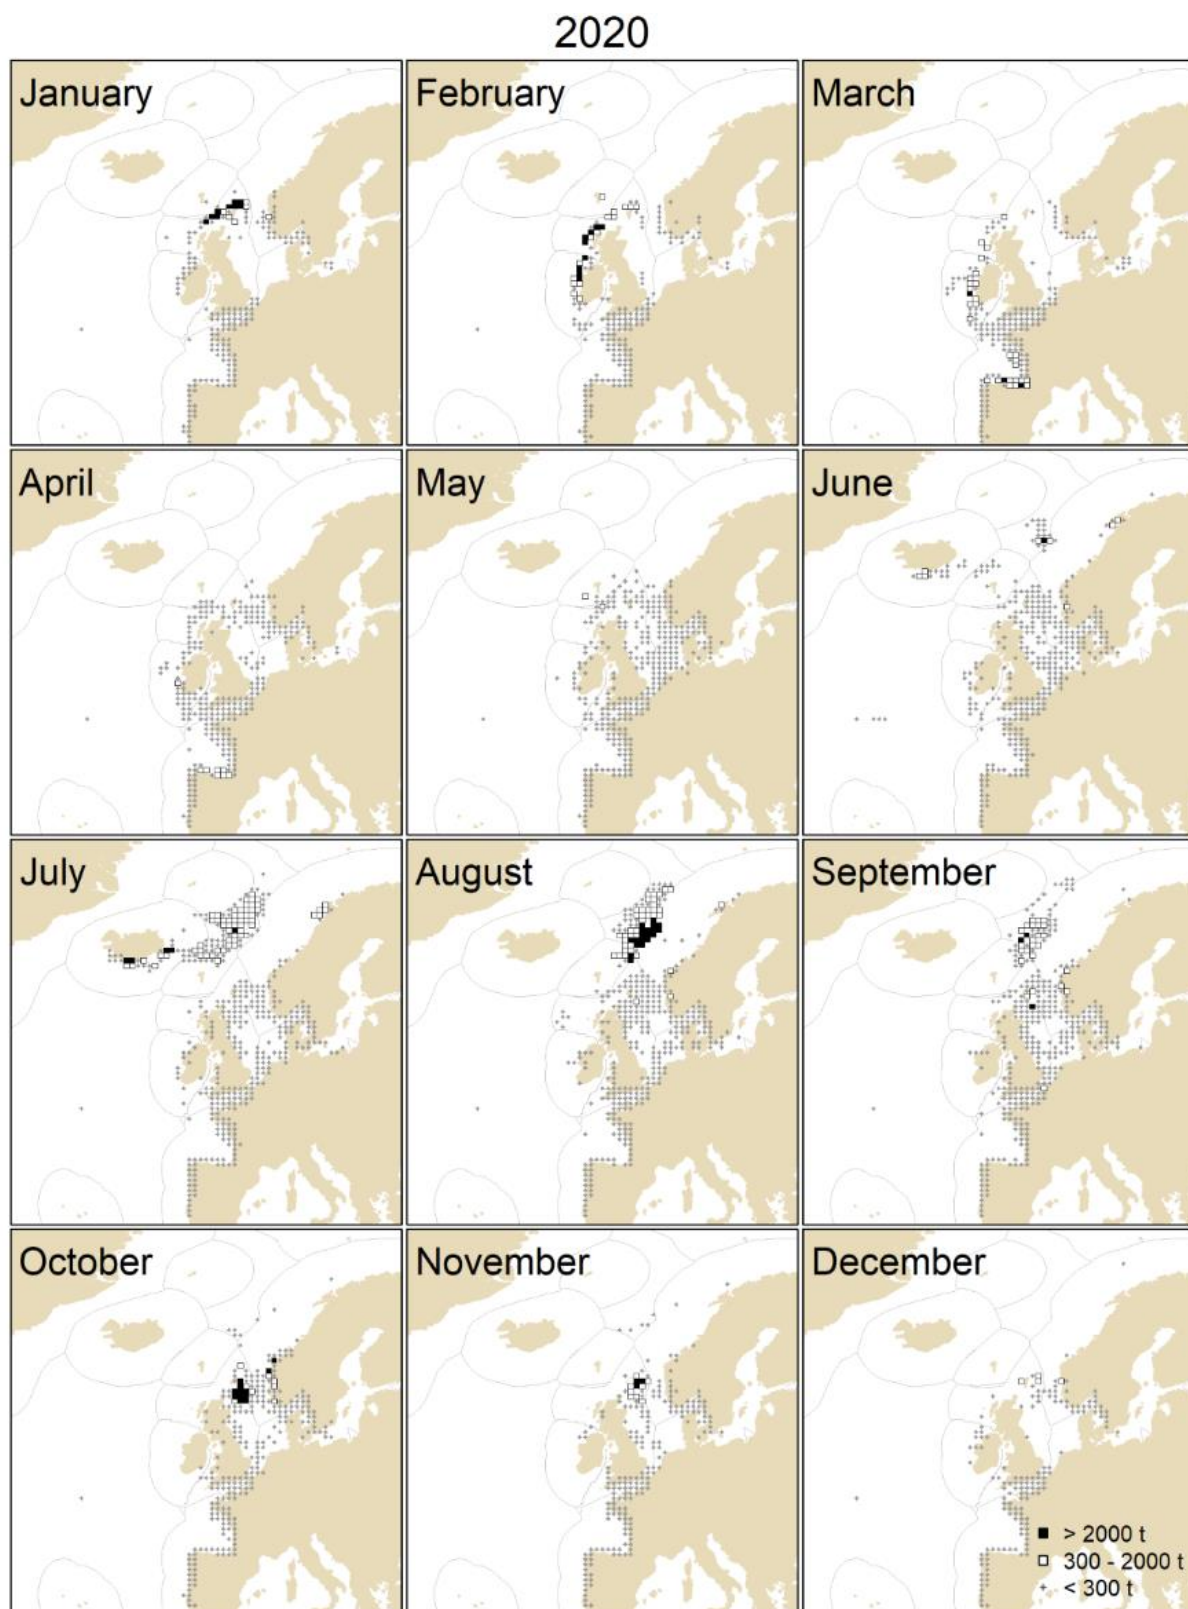 2020
January
February
March
April
May
June
July
August
September
October
November
December
> 2000 t
300 - 2000 t
< 300 t